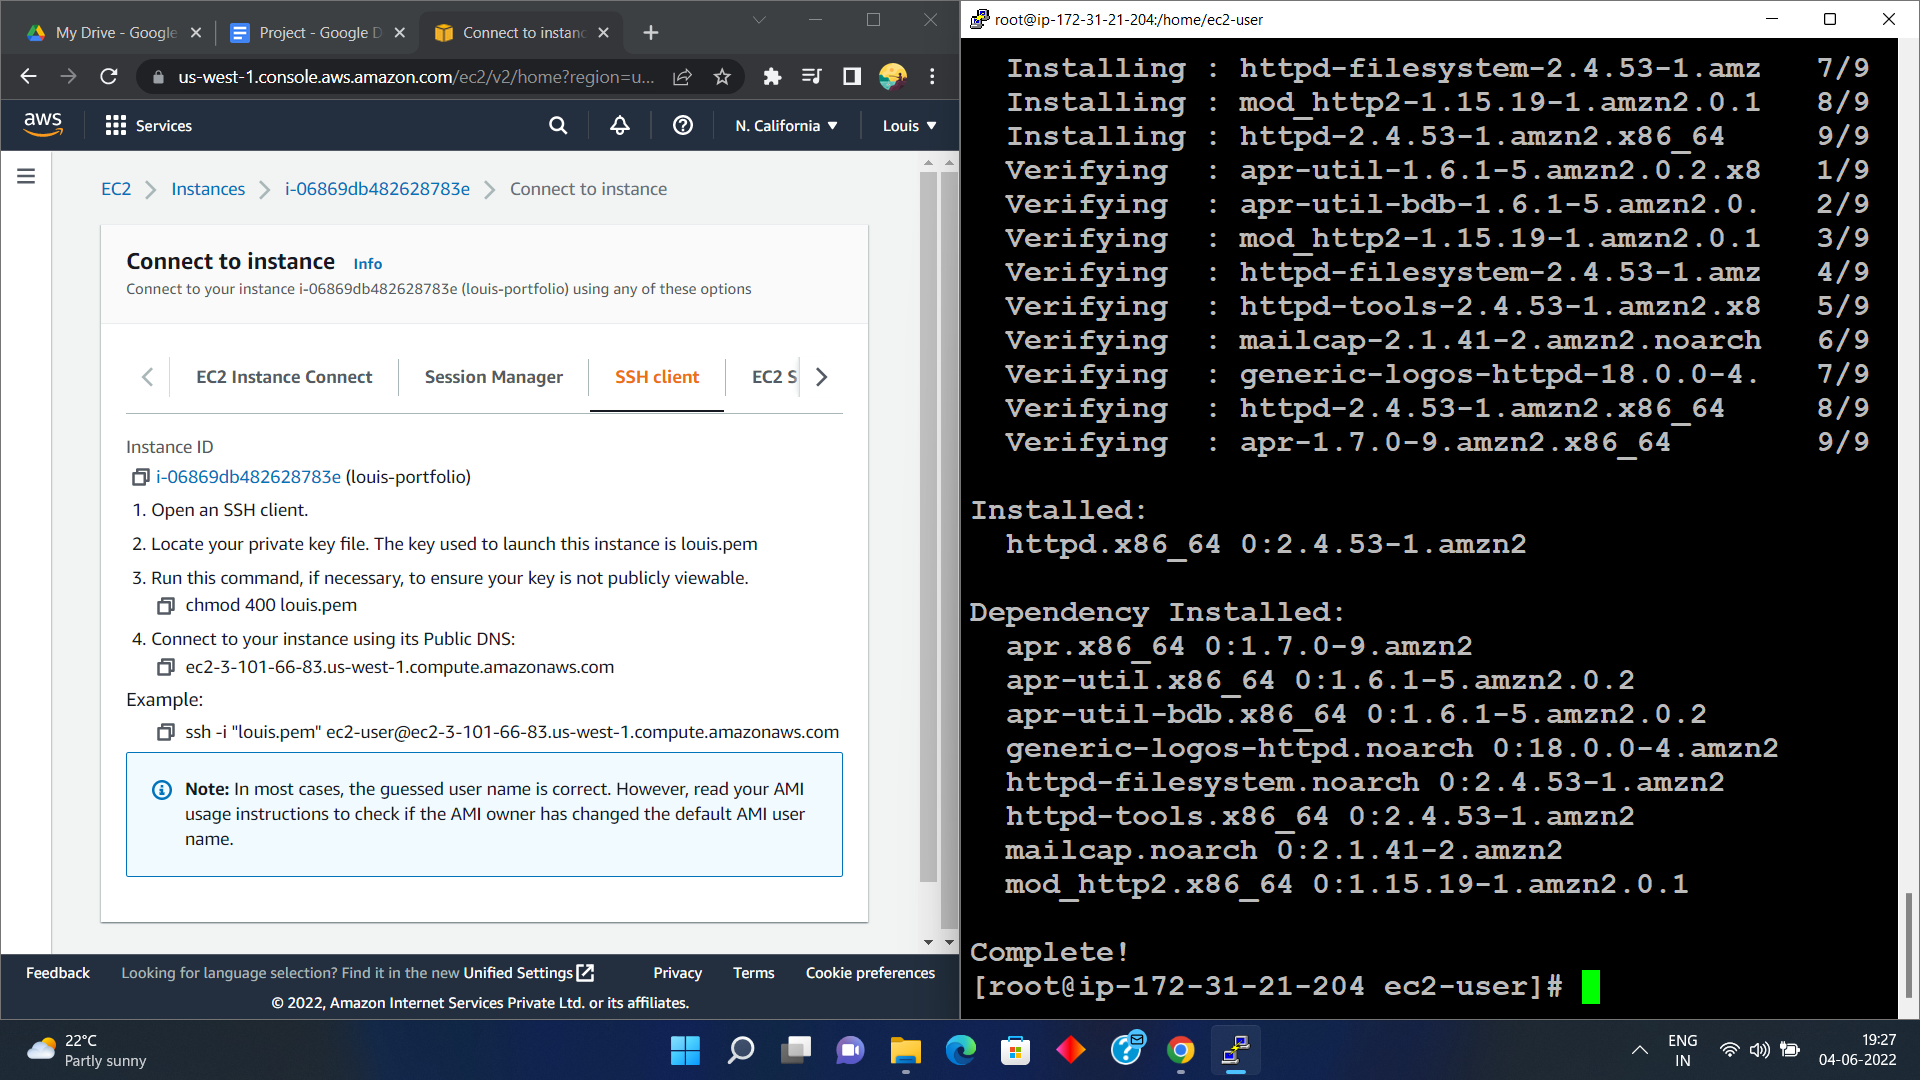 My Drive - Google
Project - Google D
Connect to instanc
us-west-1.console.aws.amazon.com/ec2/v2/home?region=u...
aws
Services
N. California
Louis
EC2
Instances
i-06869db482628783e
Connect to instance
Connect to instance Info
Connect to your instance i-06869db482628783e (louis-portfolio) using any of these options
EC2 Instance Connect
Session Manager
SSH client
EC2 S
Instance ID
i-06869db482628783e (louis-portfolio)
1. Open an SSH client.
2. Locate your private key file. The key used to launch this instance is louis.pem
3. Run this command, if necessary, to ensure your key is not publicly viewable.
chmod 400 louis.pem
4. Connect to your instance using its Public DNS:
ec2-3-101-66-83.us-west-1.compute.amazonaws.com
Example:
ssh -i "louis.pem" ec2-user@ec2-3-101-66-83.us-west-1.compute.amazonaws.com
Note: In most cases, the guessed user name is correct. However, read your AMI
usage instructions to check if the AMI owner has changed the default AMI user
name.
Feedback
Looking for language selection? Find it in the new Unified Settings
Privacy
Terms
Cookie preferences
© 2022, Amazon Internet Services Private Ltd. or its affiliates.
root@ip-172-31-21-204:/home/ec2-user
Installing : httpd-filesystem-2.4.53-1.amz 7/9
Installing : mod_http2-1.15.19-1.amzn2.0.1 8/9
Installing : httpd-2.4.53-1.amzn2.x86_64 9/9
Verifying : apr-util-1.6.1-5.amzn2.0.2.x8 1/9
Verifying : apr-util-bdb-1.6.1-5.amzn2.0. 2/9
Verifying : mod_http2-1.15.19-1.amzn2.0.1 3/9
Verifying : httpd-filesystem-2.4.53-1.amz 4/9
Verifying : httpd-tools-2.4.53-1.amzn2.x8 5/9
Verifying : mailcap-2.1.41-2.amzn2.noarch 6/9
Verifying : generic-logos-httpd-18.0.0-4. 7/9
Verifying : httpd-2.4.53-1.amzn2.x86_64 8/9
Verifying : apr-1.7.0-9.amzn2.x86_64 9/9
Installed:
httpd.x86_64 0:2.4.53-1.amzn2
Dependency Installed:
apr.x86_64 0:1.7.0-9.amzn2
apr-util.x86_64 0:1.6.1-5.amzn2.0.2
apr-util-bdb.x86_64 0:1.6.1-5.amzn2.0.2
generic-logos-httpd.noarch 0:18.0.0-4.amzn2
httpd-filesystem.noarch 0:2.4.53-1.amzn2
httpd-tools.x86_64 0:2.4.53-1.amzn2
mailcap.noarch 0:2.1.41-2.amzn2
mod_http2.x86_64 0:1.15.19-1.amzn2.0.1
Complete!
[root@ip-172-31-21-204 ec2-user]#
22°C
Partly sunny
ENG
IN
19:27
04-06-2022